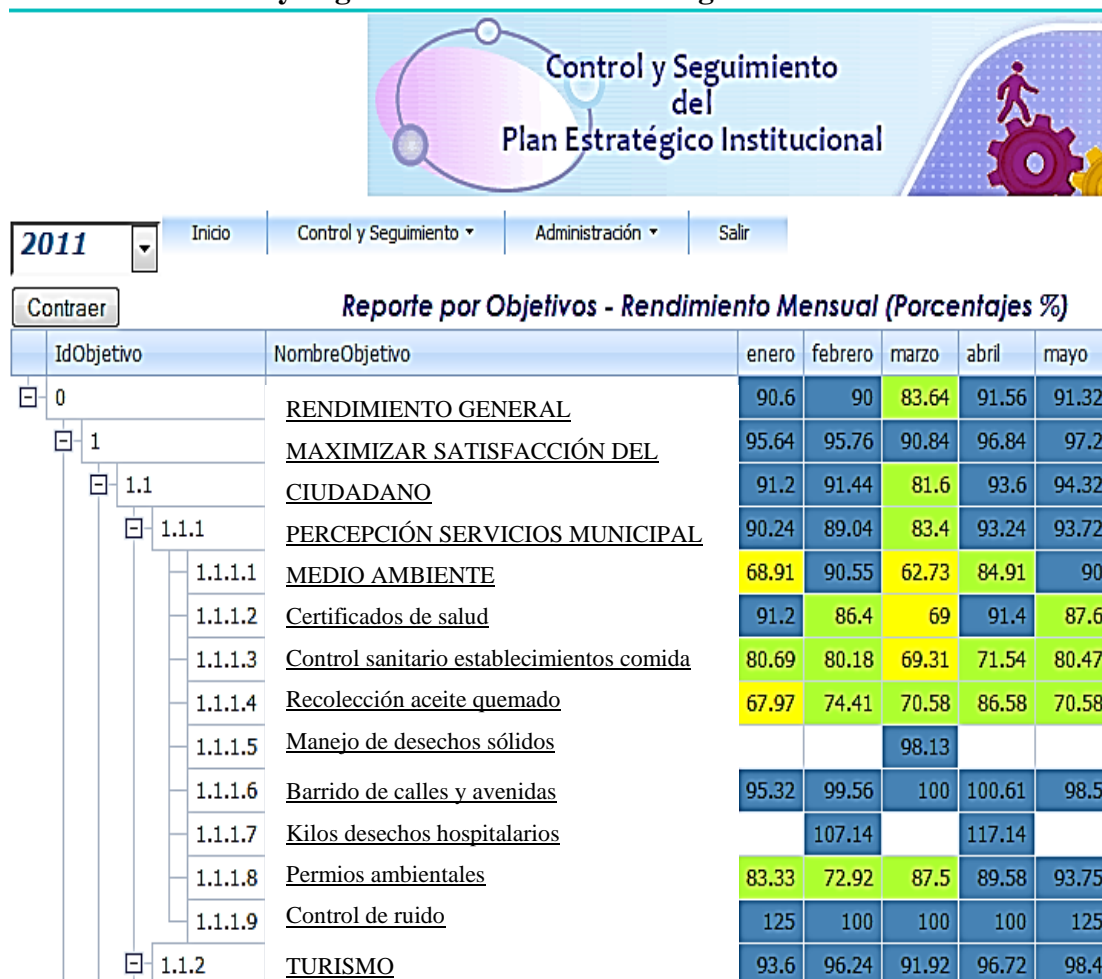 Control y Seguimiento
del
Plan Estratégico Institucional
2011 Inicio Control y Seguimiento Administración Salir
Contraer Reporte por Objetivos - Rendimiento Mensual (Porcentajes %)
IdObjetivo NombreObjetivo enero febrero marzo abril mayo
0 RENDIMIENTO GENERAL 90.6 90 83.64 91.56 91.32
1 MAXIMIZAR SATISFACCIÓN DEL 95.64 95.76 90.84 96.84 97.2
1.1 CIUDADANO 91.2 91.44 81.6 93.6 94.32
1.1.1 PERCEPCIÓN SERVICIOS MUNICIPAL 90.24 89.04 83.4 93.24 93.72
1.1.1.1 MEDIO AMBIENTE 68.91 90.55 62.73 84.91 90
1.1.1.2 Certificados de salud 91.2 86.4 69 91.4 87.6
1.1.1.3 Control sanitario establecimientos comida 80.69 80.18 69.31 71.54 80.47
1.1.1.4 Recolección aceite quemado 67.97 74.41 70.58 86.58 70.58
1.1.1.5 Manejo de desechos sólidos 98.13
1.1.1.6 Barrido de calles y avenidas 95.32 99.56 100 100.61 98.5
1.1.1.7 Kilos desechos hospitalarios 107.14 117.14
1.1.1.8 Permios ambientales 83.33 72.92 87.5 89.58 93.75
1.1.1.9 Control de ruido 125 100 100 100 125
1.1.2 TURISMO 93.6 96.24 91.92 96.72 98.4